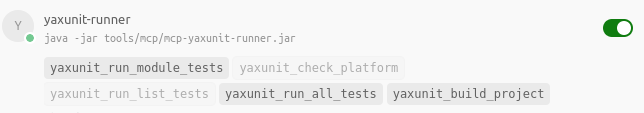 Y
yaxunit-runner
java -jar tools/mcp/mcp-yaxunit-runner.jar
yaxunit_run_module_tests yaxunit_check_platform
yaxunit_run_list_tests yaxunit_run_all_tests yaxunit_build_project